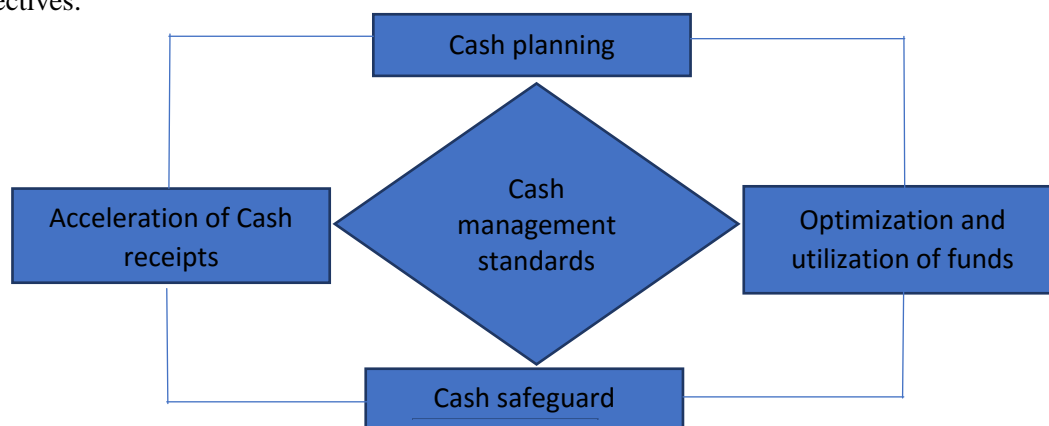 ectives.
Cash planning
Acceleration of Cash
receipts
Cash
management
standards
Optimization and
utilization of funds
Cash safeguard